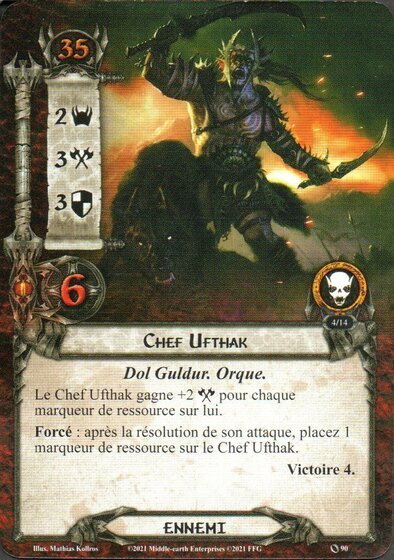 35
2
3
3
6
4/14
Chef Ufthak
Dol Guldur. Orque.
Le Chef Ufthak gagne +2 pour chaque
marqueur de ressource sur lui.
Forcé : après la résolution de son attaque, placez 1
marqueur de ressource sur le Chef Ufthak.
Victoire 4.
ENNEMI
Illus. Mathias Kollros ©2021 Middle-earth Enterprises ©2021 FFG 90